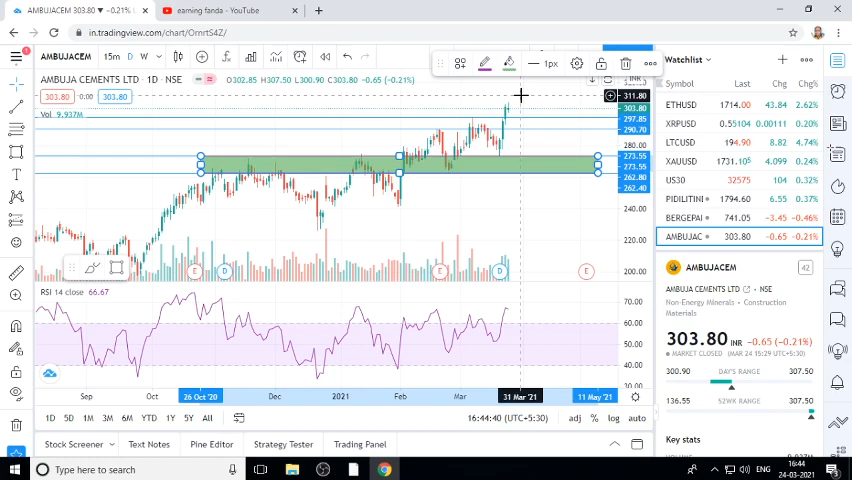 AMBUJACEM 303.80 ▼ −0.21%
earning fanda - YouTube
in.tradingview.com/chart/OrnrtS4Z/
AMBUJACEM
15m
D
W
1px
Watchlist
AMBUJA CEMENTS LTD · 1D · NSE
O302.85 H307.50 L300.90 C303.80 −0.65 (−0.21%)
INR
303.80
0.00
303.80
Vol 9.937M
311.80
303.80
297.85
290.70
273.55
273.55
262.80
262.40
240.00
220.00
200.00
E
D
E
D
E
RSI 14 close 66.67
70.00
60.00
50.00
40.00
30.00
Sep
Oct
26 Oct '20
Dec
2021
Feb
Mar
31 Mar '21
11 May '21
1D 5D 1M 3M 6M YTD 1Y 5Y All
16:44:40 (UTC+5:30)
adj % log auto
Stock Screener
Text Notes
Pine Editor
Strategy Tester
Trading Panel
Symbol Last Chg Chg%
ETHUSD 1714.00 43.84 2.62%
XRPUSD 0.55104 0.00111 0.20%
LTCUSD 194.90 8.82 4.74%
XAUUSD 1731.105 4.099 0.24%
US30 32575 104 0.32%
PIDILITINI 1794.60 6.55 0.37%
BERGEPAI 741.05 −3.45 −0.46%
AMBUJAC 303.80 −0.65 −0.21%
AMBUJACEM
42
AMBUJA CEMENTS LTD NSE
Non-Energy Minerals · Construction
Materials
303.80 INR −0.65 (−0.21%)
MARKET CLOSED (MAR 24 15:29 UTC+5:30)
300.90 DAY'S RANGE 307.50
136.55 52WK RANGE 307.50
Key stats
Type here to search
ENG
16:44
24-03-2021
3